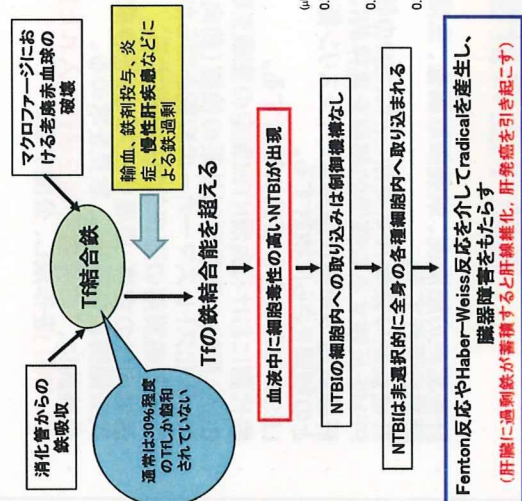 消化管からの
鉄吸収
マクロファージにお
ける老廃赤血球の
破壊
Tf結合鉄
通常は30%程度
のTfしか飽和
されていない
輸血、鉄剤投与、炎
症、慢性肝疾患などに
よる鉄過剰
Tfの鉄結合能を超える
血液中に細胞毒性の高いNTBIが出現
NTBIの細胞内への取り込みは制御機構なし
NTBIは非選択的に全身の各種細胞内へ取り込まれる
Fenton反応やHaber-Weiss反応を介してradicalを産生し、
臓器障害をもたらす
(肝臓に過剰鉄が蓄積すると肝線維化、肝発癌を引き起こす)
(μ
0.
0.
0.